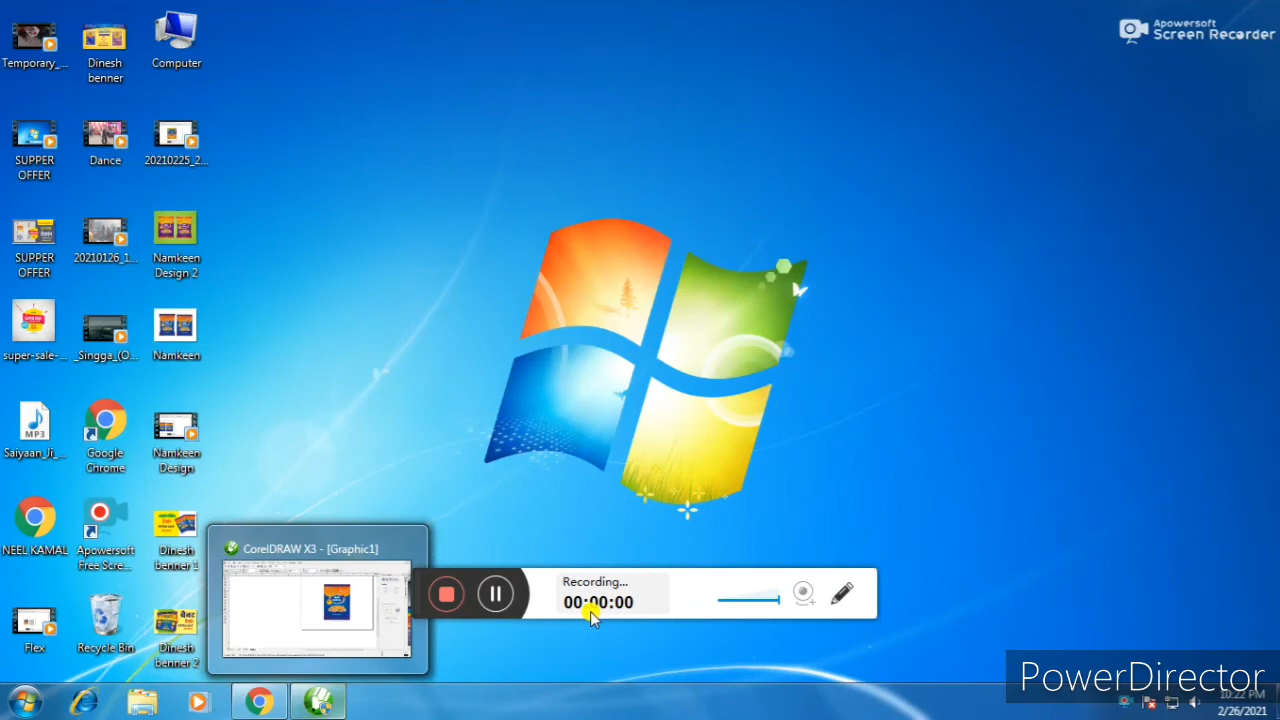 Temporary_...
Dinesh
benner
Computer
Apowersoft
Screen Recorder
SUPPER
OFFER
Dance
20210225_2...
SUPPER
OFFER
20210126_1...
Namkeen
Design 2
super-sale-...
_Singga_(O...
Namkeen
MP3
Saiyaan_Ji_...
Google
Chrome
Namkeen
Design
NEEL KAMAL
Apowersoft
Free Scree...
Dinesh
benner 1
CorelDRAW X3 - [Graphic1]
Recording...
00:00:00
Flex
Recycle Bin
Dinesh
benner 2
PowerDirector
10:22 PM
2/26/2021